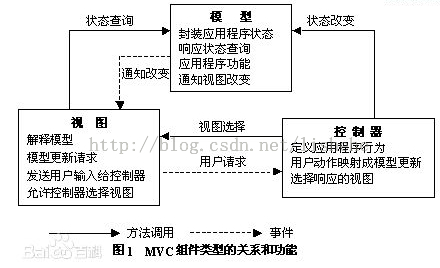 状态查询
模 型
状态改变
封装应用程序状态
响应状态查询
应用程序功能
通知视图改变
通知改变
视 图
解释模型
模型更新请求
发送用户输入给控制器
允许控制器选择视图
视图选择
用户请求
控 制 器
定义应用程序行为
用户动作映射成模型更新
选择响应的视图
方法调用
事件
Bai百科
图1 MVC组件类型的关系和功能